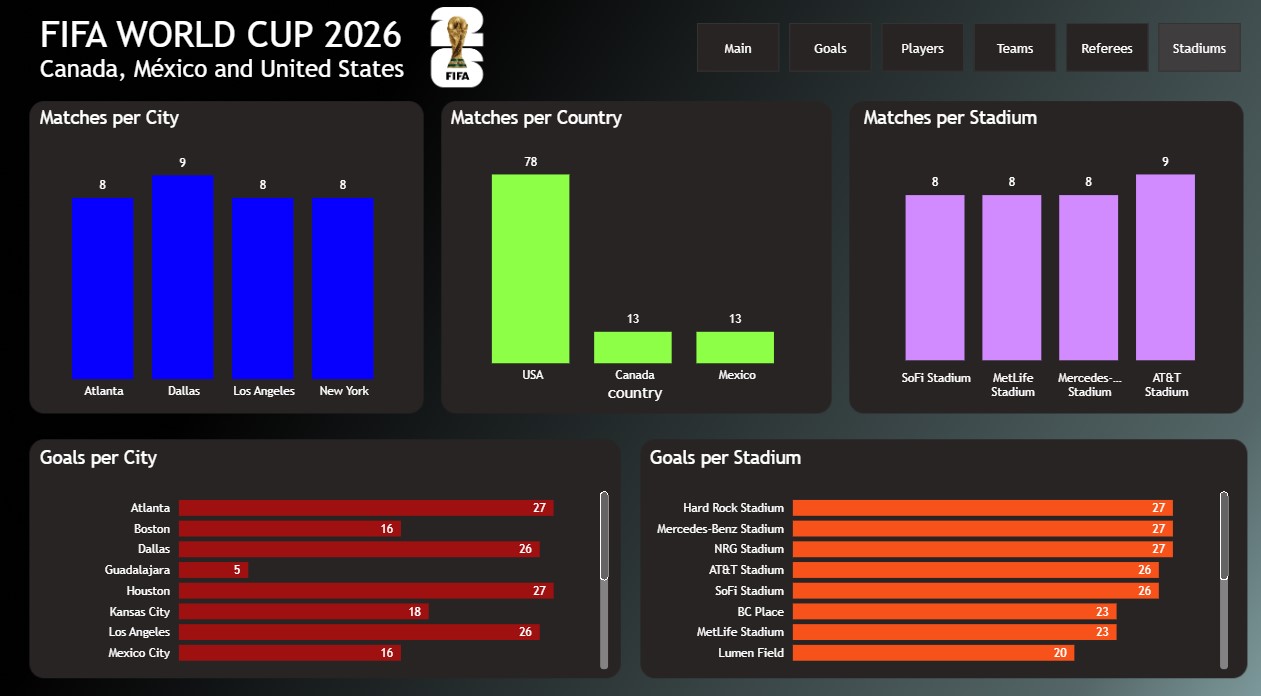 FIFA WORLD CUP 2026
Canada, México and United States
26
FIFA
Main
Goals
Players
Teams
Referees
Stadiums
Matches per City
8
9
8
8
Atlanta
Dallas
Los Angeles
New York
Matches per Country
78
13
13
USA
Canada
Mexico
country
Matches per Stadium
8
8
8
9
SoFi Stadium
MetLife
Stadium
Mercedes-...
Stadium
AT&T
Stadium
Goals per City
Atlanta 27
Boston 16
Dallas 26
Guadalajara 5
Houston 27
Kansas City 18
Los Angeles 26
Mexico City 16
Goals per Stadium
Hard Rock Stadium 27
Mercedes-Benz Stadium 27
NRG Stadium 27
AT&T Stadium 26
SoFi Stadium 26
BC Place 23
MetLife Stadium 23
Lumen Field 20